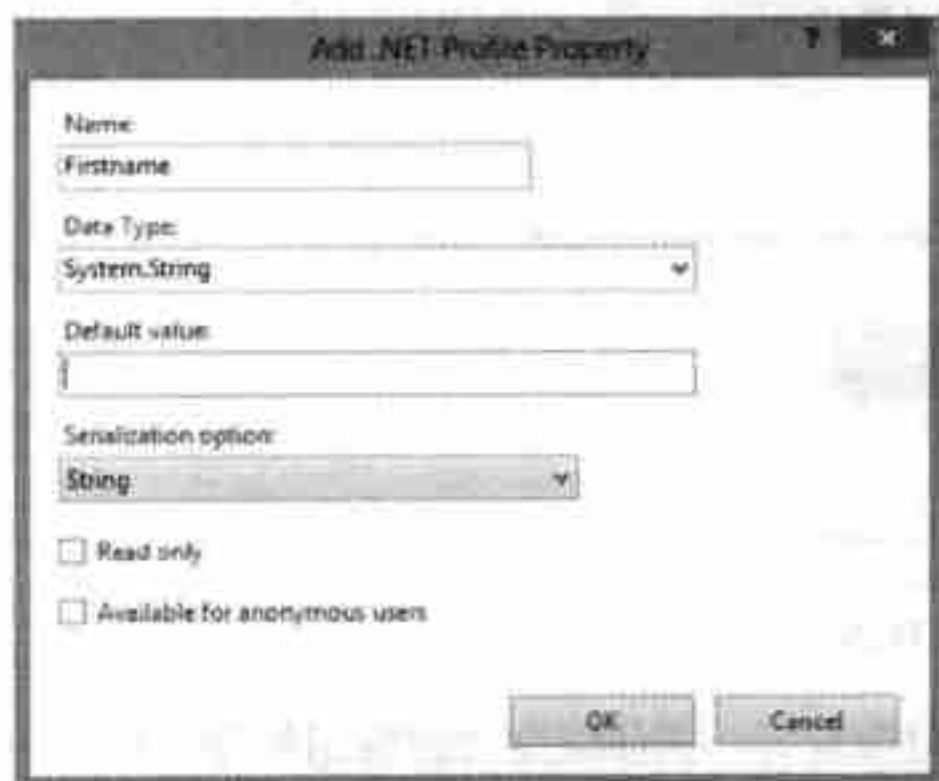 Add .NET Profile Property
?
Name:
Firstname
Data Type:
System.String
Default value:
Serialization option:
String
Read only
Available for anonymous users
OK
Cancel